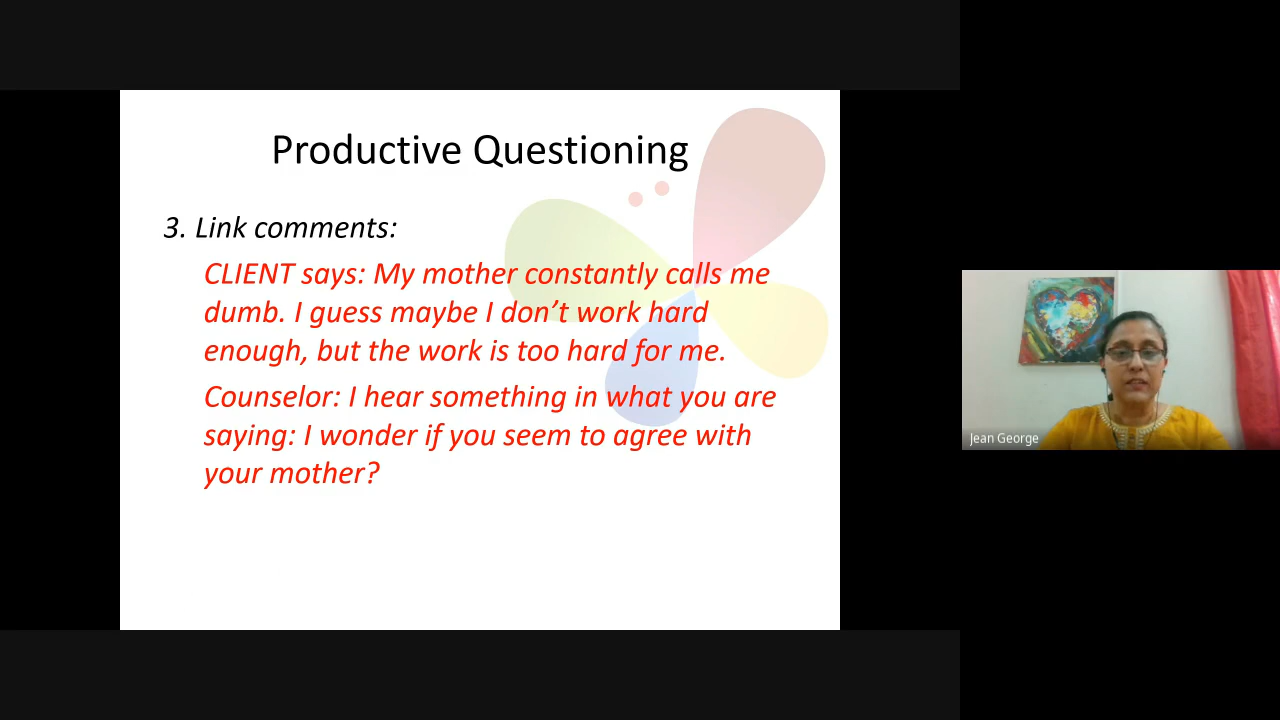 Productive Questioning
3. Link comments:
CLIENT says: My mother constantly calls me
dumb. I guess maybe I don’t work hard
enough, but the work is too hard for me.
Counselor: I hear something in what you are
saying: I wonder if you seem to agree with
your mother?
Jean George